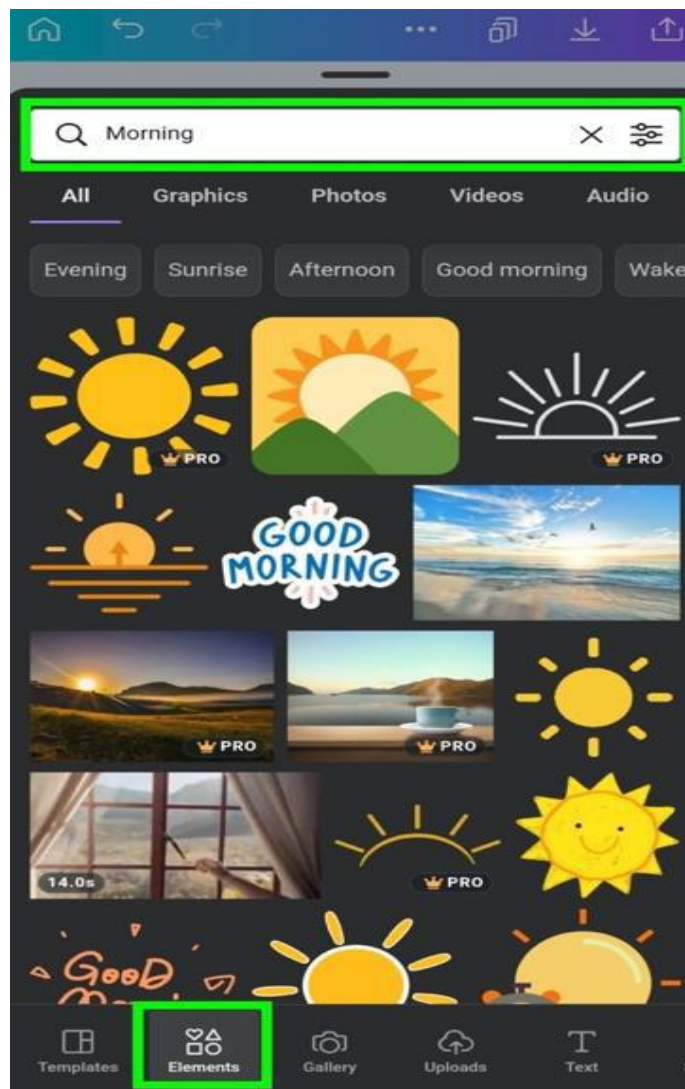 Morning
All Graphics Photos Videos Audio
Evening Sunrise Afternoon Good morning Wake
PRO
PRO
GOOD
MORNING
PRO
PRO
14.0s
PRO
GooD
Templates Elements Gallery Uploads Text